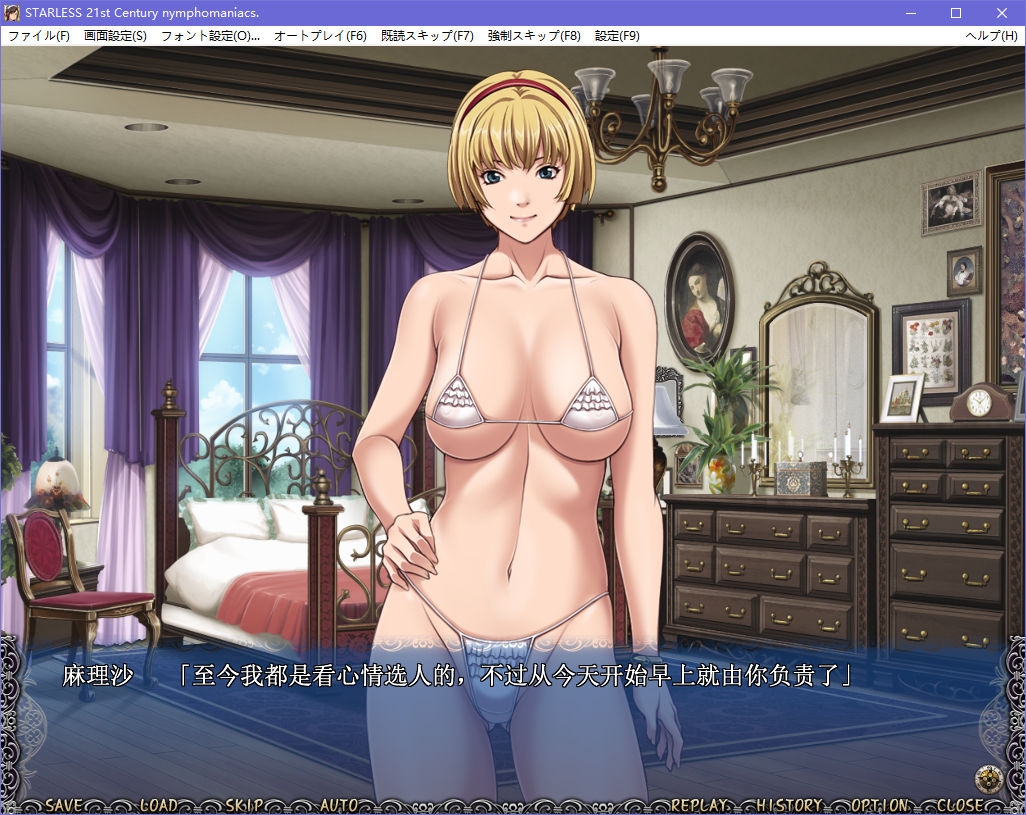 STARLESS 21st Century nymphomaniacs.
ファイル(F) 画面設定(S) フォント設定(O)... オートプレイ(F6) 既読スキップ(F7) 強制スキップ(F8) 設定(F9) ヘルプ(H)
麻理沙 「至今我都是看心情选人的，不过从今天开始早上就由你负责了」
SAVE LOAD SKIP AUTO REPLAY HISTORY OPTION CLOSE